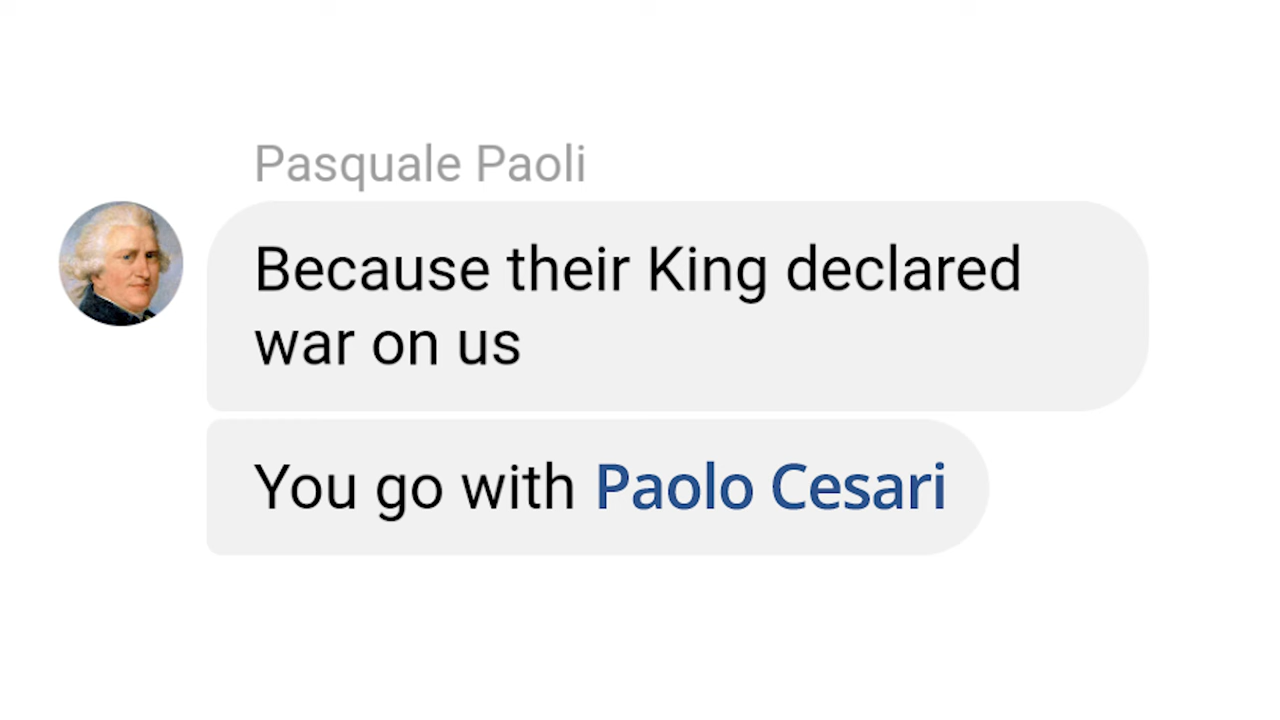 Pasquale Paoli
Because their King declared
war on us
You go with Paolo Cesari